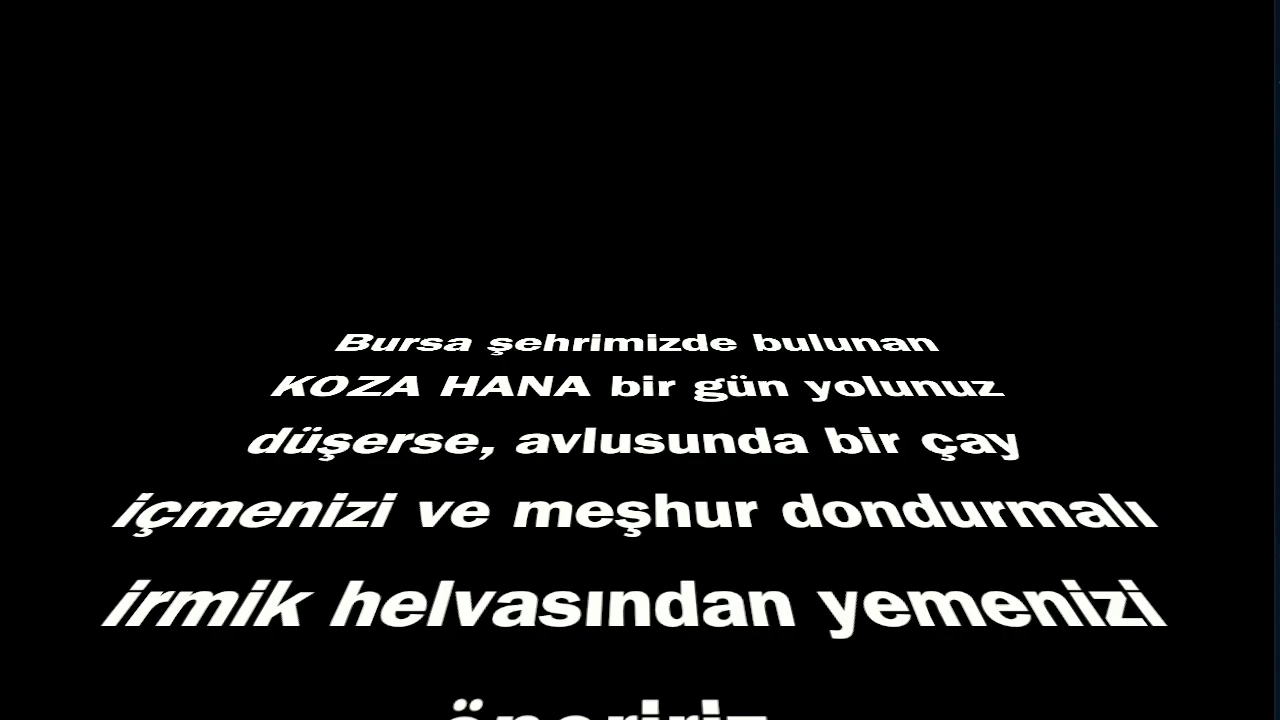 Bursa şehrimizde bulunan
KOZA HANA bir gün yolunuz
düşerse, avlusunda bir çay
içmenizi ve meşhur dondurmalı
irmik helvasından yemenizi
öneririz